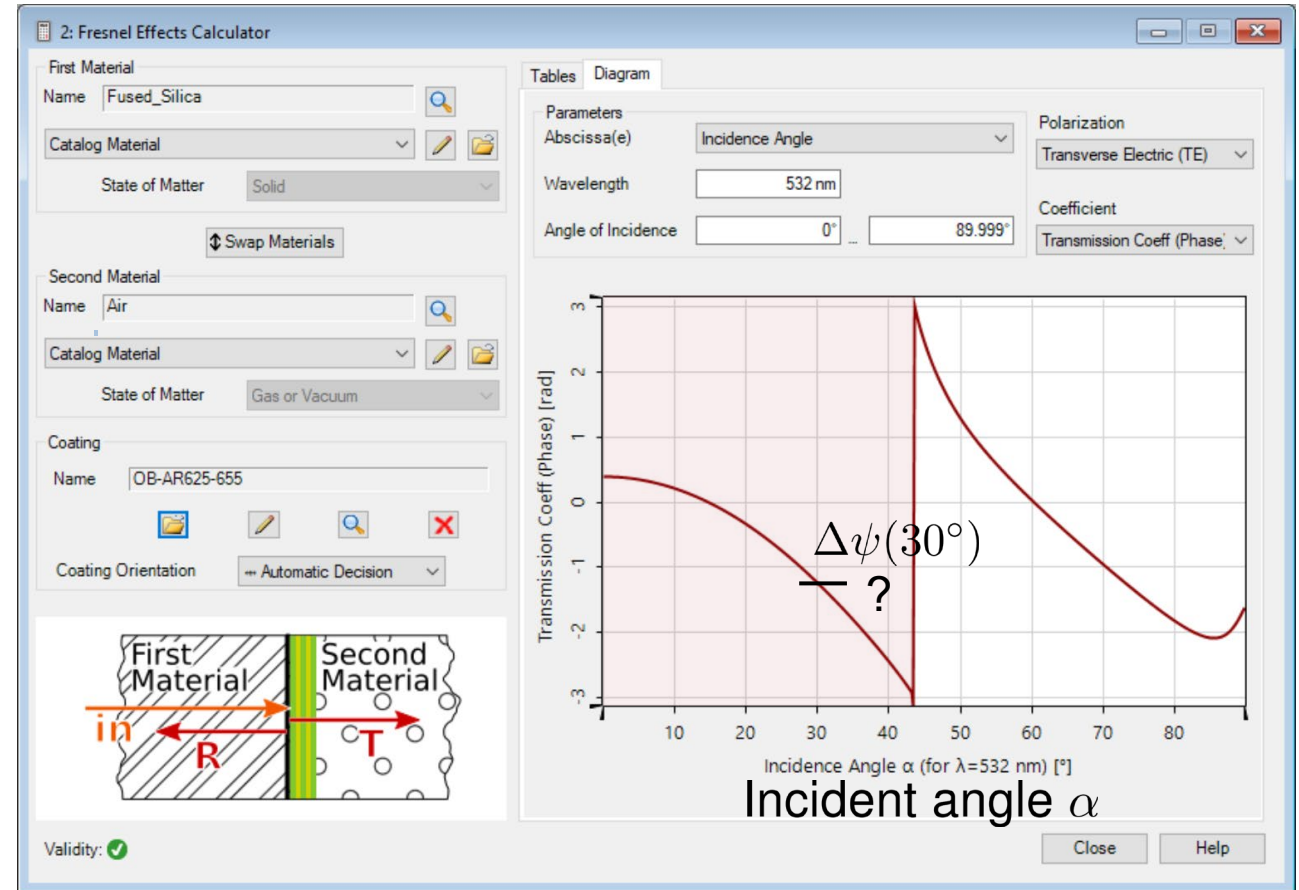 2: Fresnel Effects Calculator
First Material
Name Fused_Silica
Catalog Material
State of Matter Solid
Swap Materials
Second Material
Name Air
Catalog Material
State of Matter Gas or Vacuum
Coating
Name OB-AR625-655
Coating Orientation Automatic Decision
First
Material
Second
Material
in
R
T
Validity:
Tables Diagram
Parameters
Abscissa(e) Incidence Angle
Wavelength 532 nm
Angle of Incidence 0° ... 89.999°
Polarization
Transverse Electric (TE)
Coefficient
Transmission Coeff (Phase)
Transmission Coeff (Phase) [rad]
3
2
1
0
-1
-2
-3
Δψ(30°)
?
10 20 30 40 50 60 70 80
Incidence Angle α (for λ=532 nm) [°]
Incident angle α
Close Help